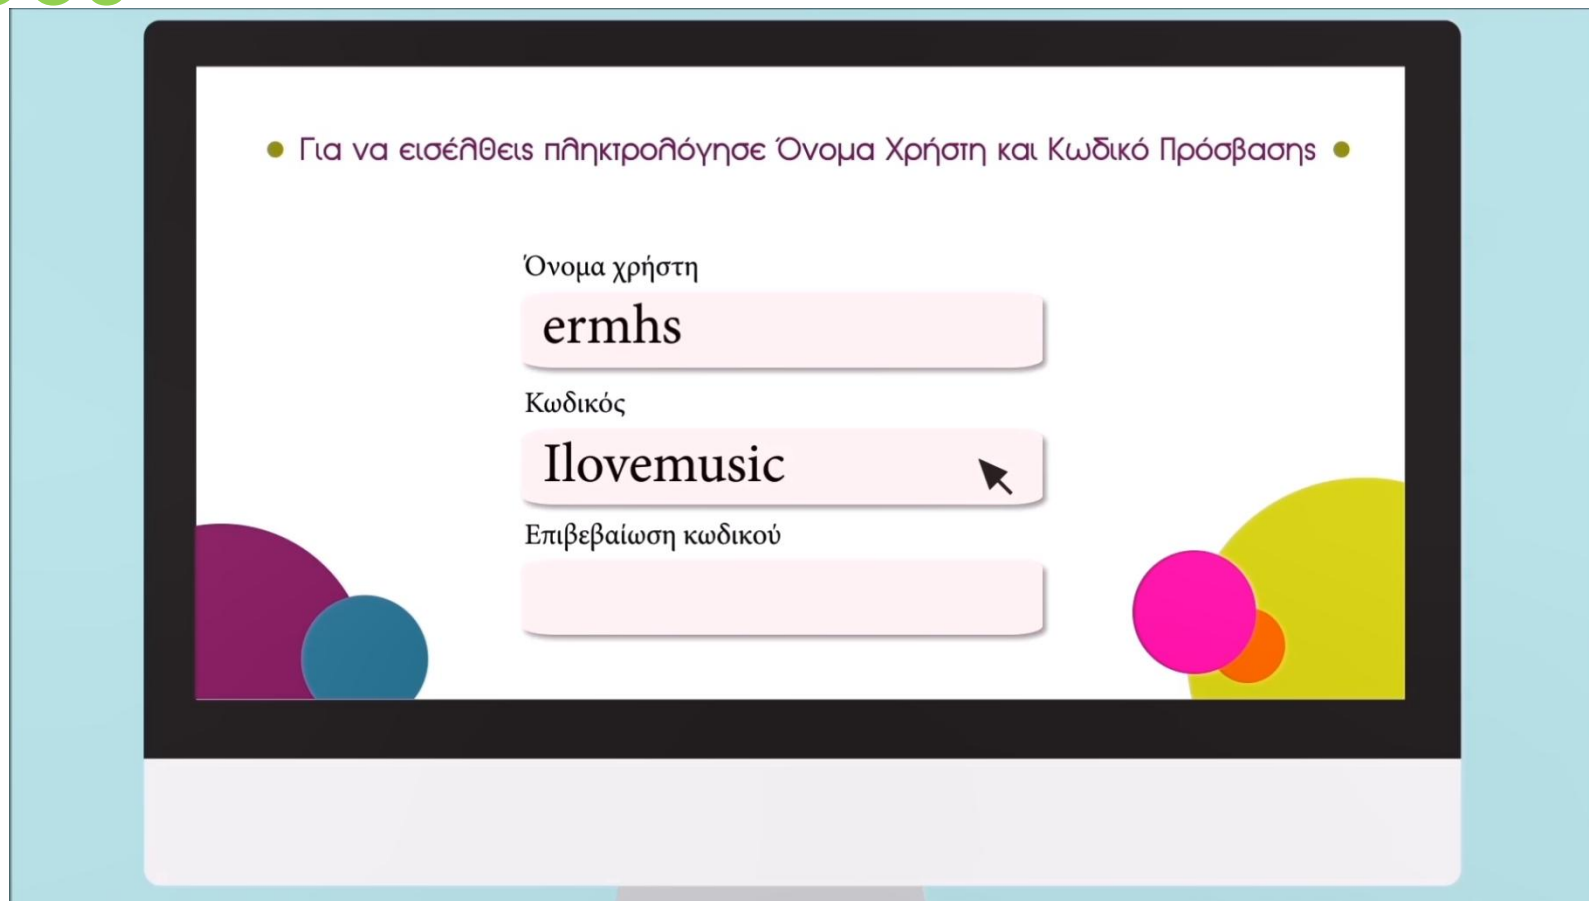 • Για να εισέλθεις πληκτρολόγησε Όνομα Χρήστη και Κωδικό Πρόσβασης •
Όνομα χρήστη
ermhs
Κωδικός
Ilovemusic
Επιβεβαίωση κωδικού